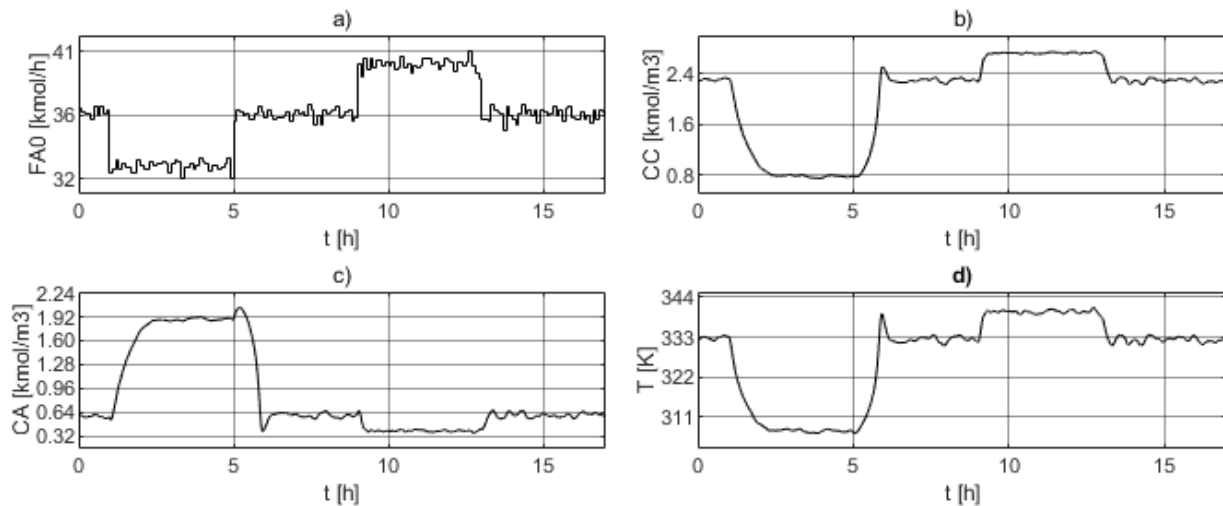 a)
41
36
32
FA0 [kmol/h]
0 5 10 15
t [h]
b)
2.4
1.6
0.8
CC [kmol/m3]
0 5 10 15
t [h]
c)
2.24
1.92
1.60
1.28
0.96
0.64
0.32
CA [kmol/m3]
0 5 10 15
t [h]
d)
344
333
322
311
T [K]
0 5 10 15
t [h]